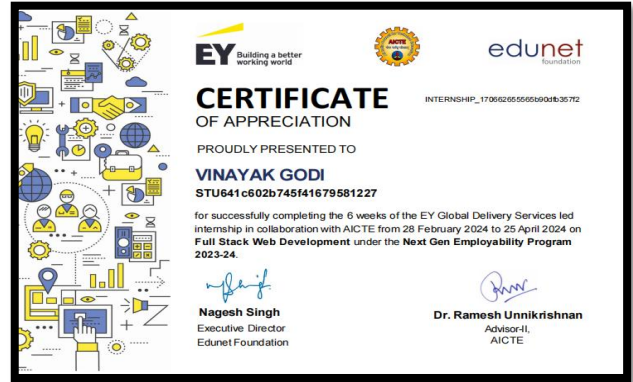 EY Building a better
working world
AICTE
edunet
foundation
CERTIFICATE
OF APPRECIATION
INTERNSHIP_170662655565b90dfb357f2
PROUDLY PRESENTED TO
VINAYAK GODI
STU641c602b745f41679581227
for successfully completing the 6 weeks of the EY Global Delivery Services led
internship in collaboration with AICTE from 28 February 2024 to 25 April 2024 on
Full Stack Web Development under the Next Gen Employability Program
2023-24.
Nagesh Singh
Executive Director
Edunet Foundation
Dr. Ramesh Unnikrishnan
Advisor-II,
AICTE